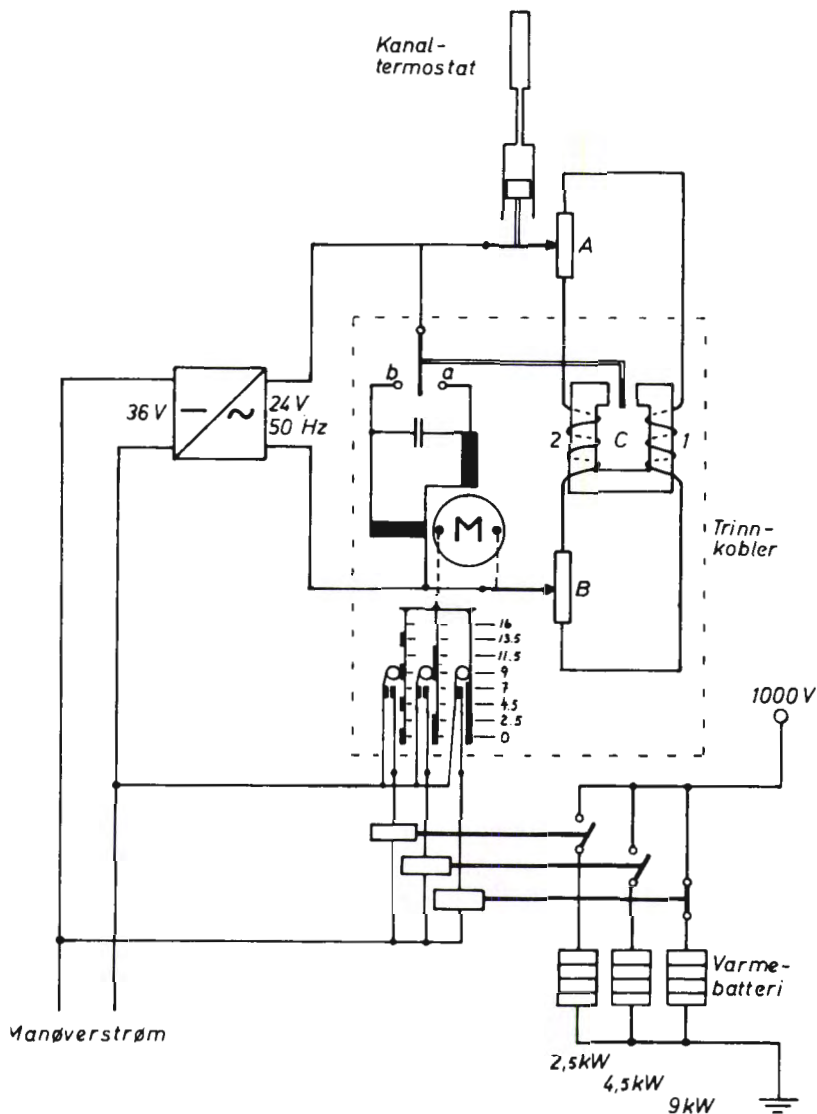 Kanal-
termostat
A
b
a
36 V
24 V
50 Hz
2
C
1
M
Trinn-
kobler
B
16
13.5
11.5
9
7
4.5
2.5
0
1000 V
Varme-
batteri
Manøverstrøm
2,5kW
4,5kW
9kW